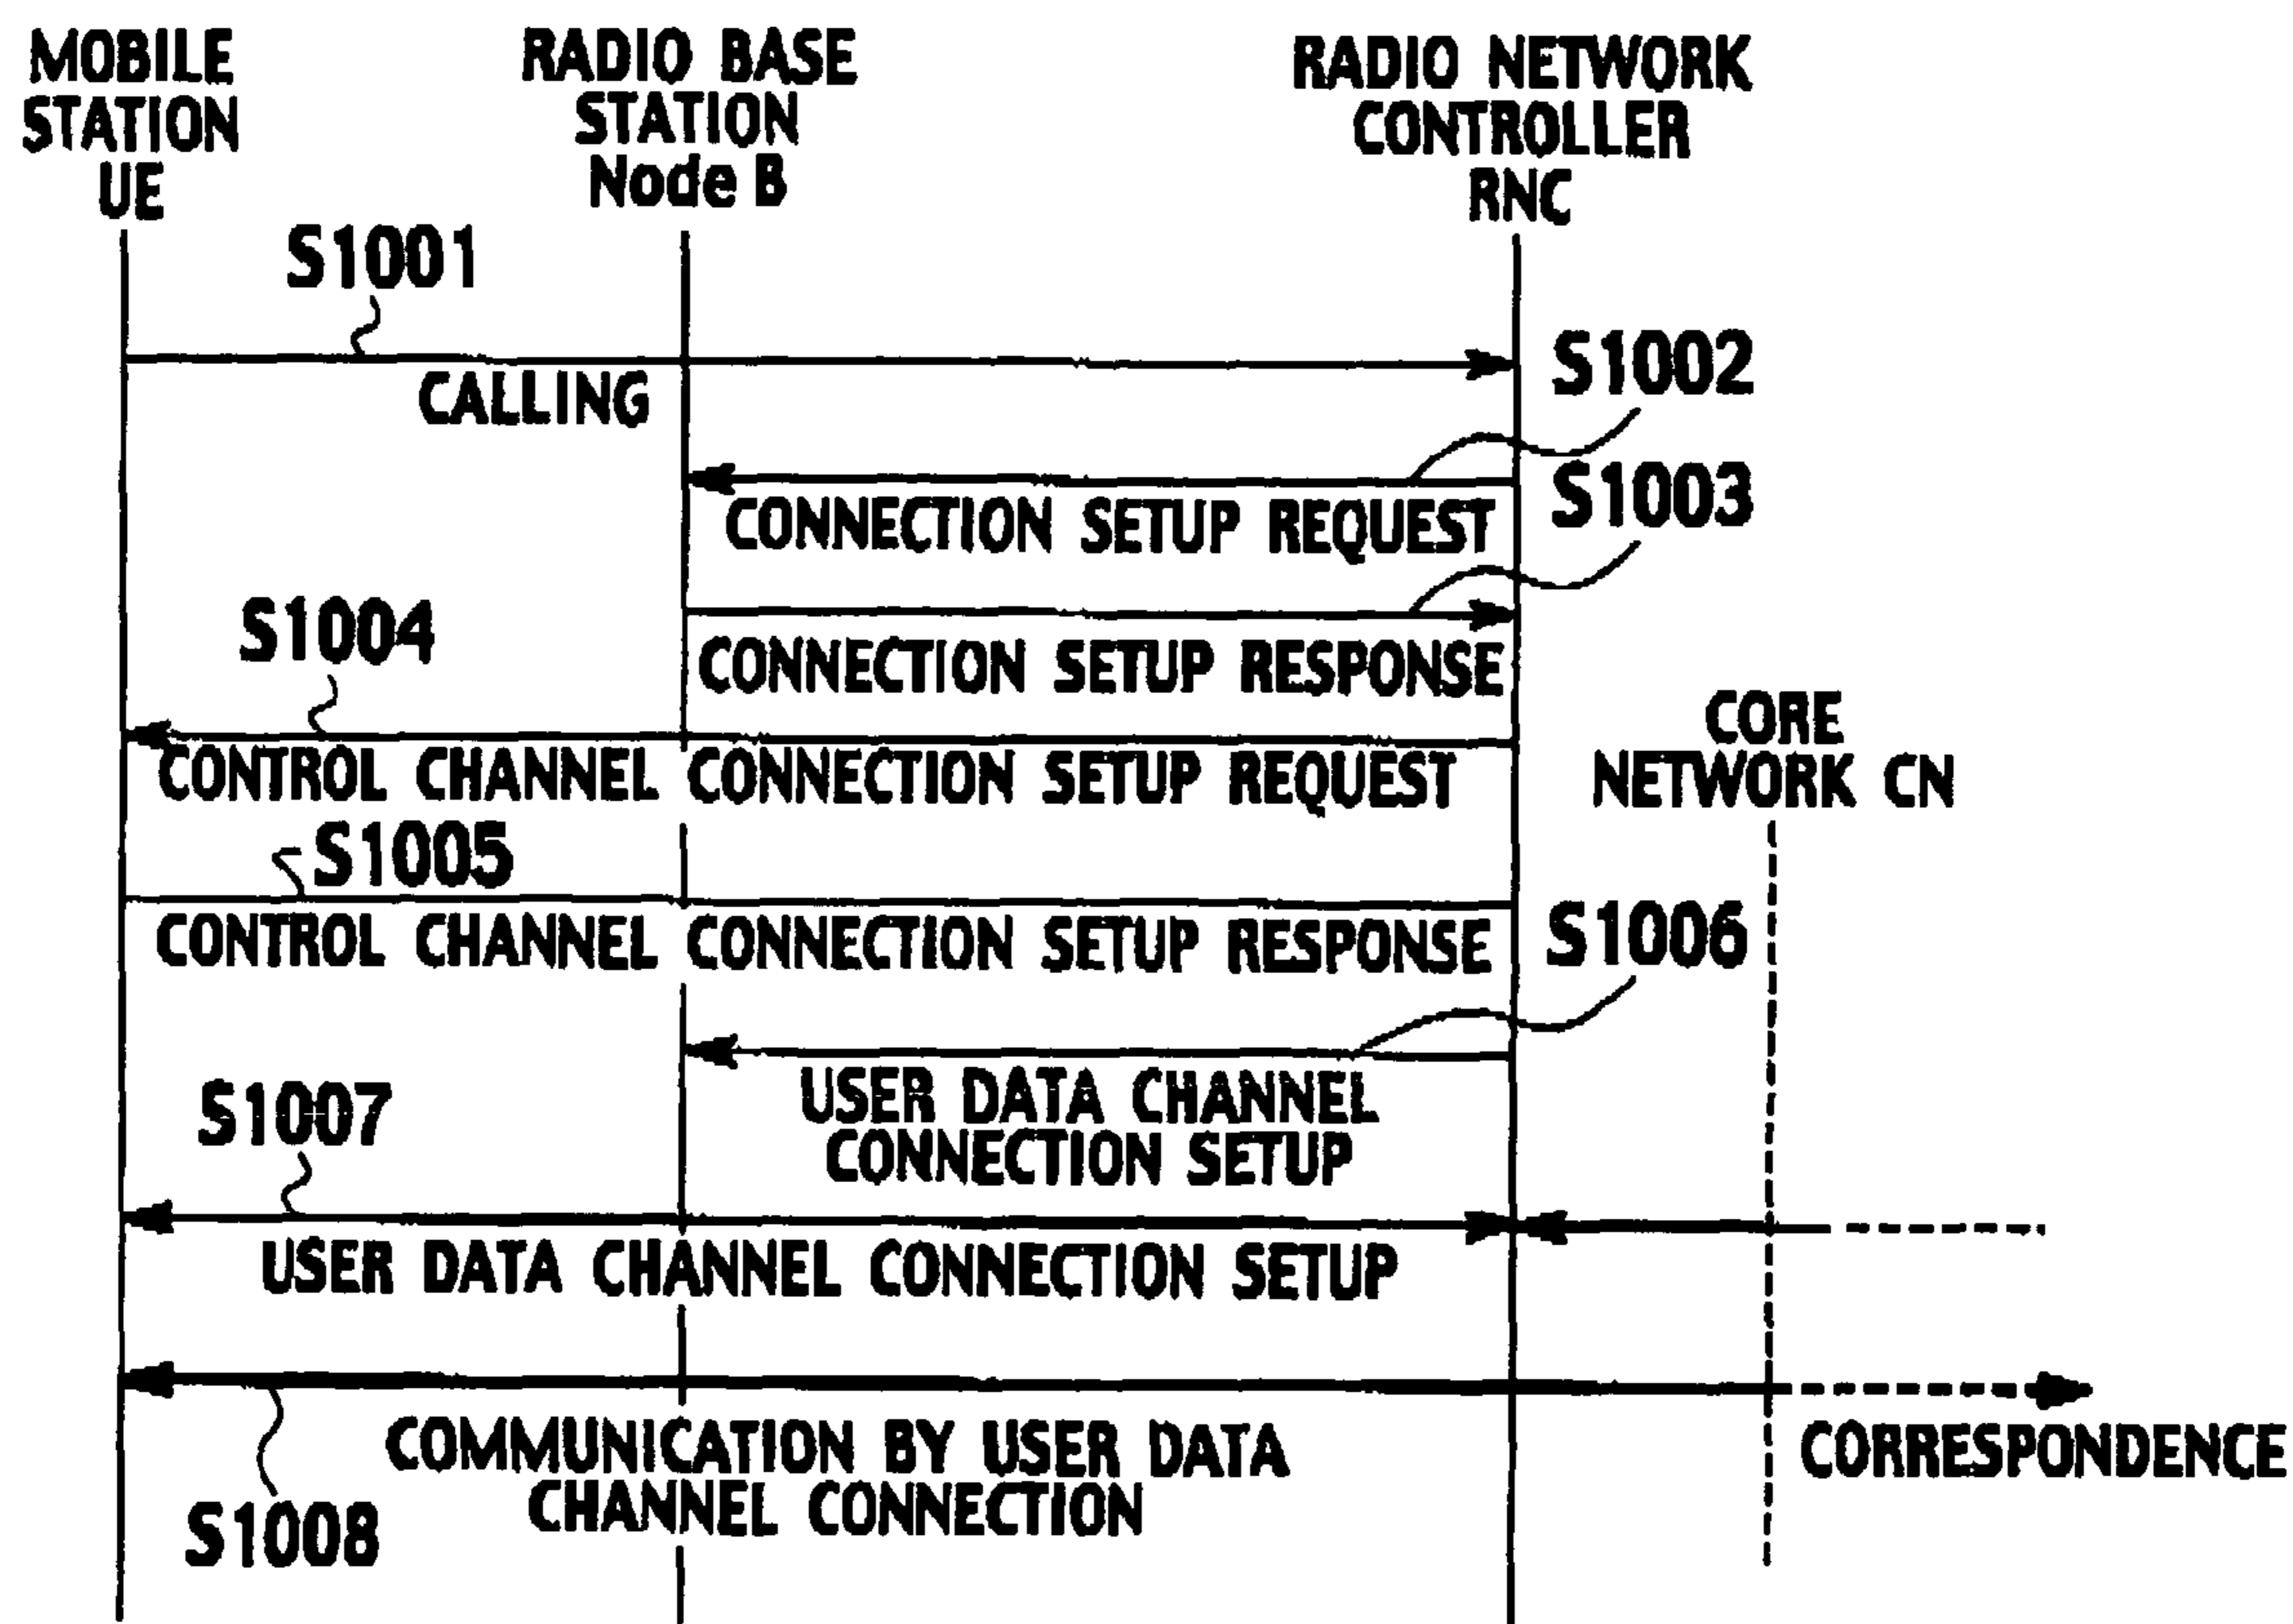 MOBILE
STATION
UE
RADIO BASE
STATION
Node B
RADIO NETWORK
CONTROLLER
RNC
S1001
CALLING
S1002
CONNECTION SETUP REQUEST
S1003
CONNECTION SETUP RESPONSE
S1004
CONTROL CHANNEL CONNECTION SETUP REQUEST
CORE
NETWORK CN
S1005
CONTROL CHANNEL CONNECTION SETUP RESPONSE
S1006
USER DATA CHANNEL
CONNECTION SETUP
S1007
USER DATA CHANNEL CONNECTION SETUP
COMMUNICATION BY USER DATA
CHANNEL CONNECTION
CORRESPONDENCE
S1008